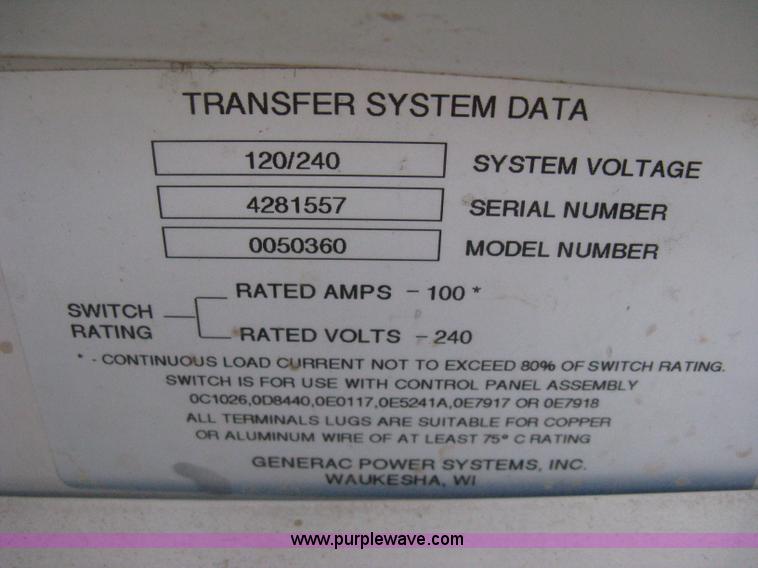 TRANSFER SYSTEM DATA
120/240 SYSTEM VOLTAGE
4281557 SERIAL NUMBER
0050360 MODEL NUMBER
SWITCH RATING
RATED AMPS - 100 *
RATED VOLTS - 240
* - CONTINUOUS LOAD CURRENT NOT TO EXCEED 80% OF SWITCH RATING.
SWITCH IS FOR USE WITH CONTROL PANEL ASSEMBLY
0C1026,0D8440,0E0117,0E5241A,0E7917 OR 0E7918
ALL TERMINALS LUGS ARE SUITABLE FOR COPPER
OR ALUMINUM WIRE OF AT LEAST 75° C RATING
GENERAC POWER SYSTEMS, INC.
WAUKESHA, WI
www.purplewave.com